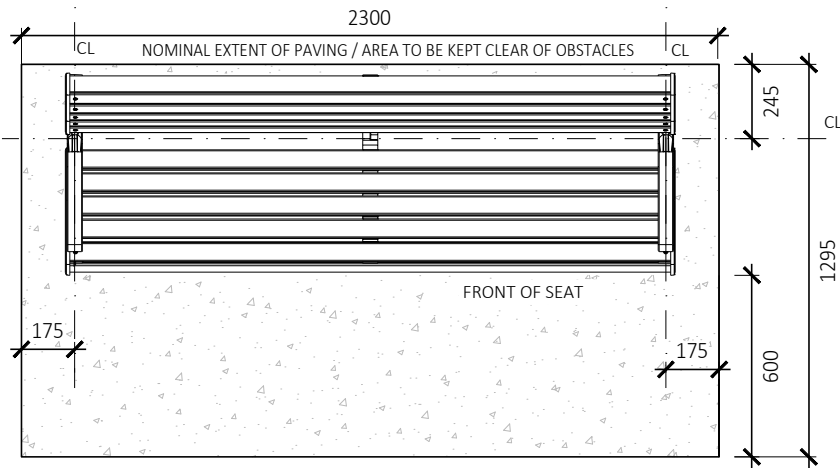 2300
CL
NOMINAL EXTENT OF PAVING / AREA TO BE KEPT CLEAR OF OBSTACLES
CL
245
CL
1295
FRONT OF SEAT
175
175
600